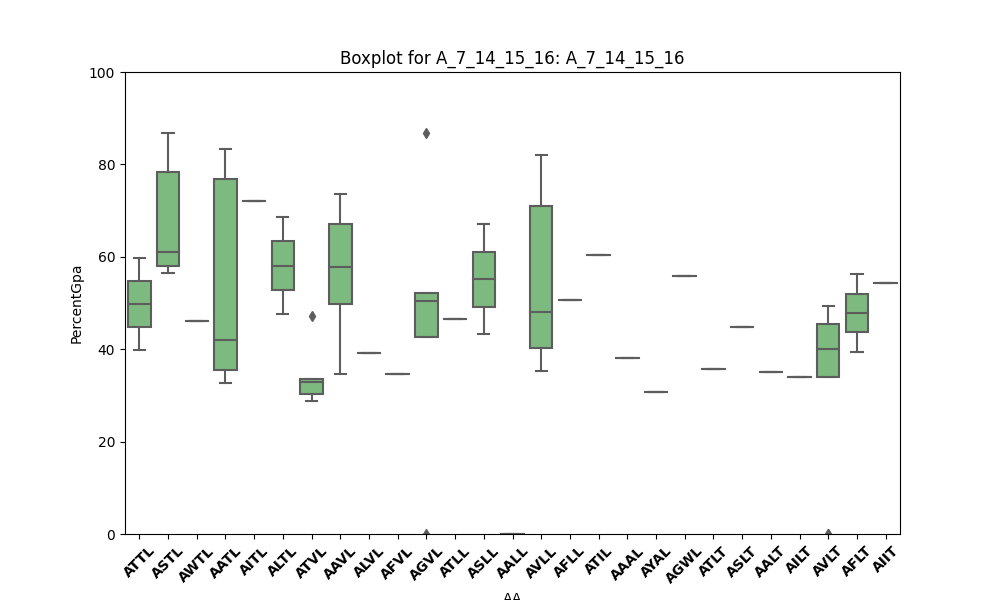 Boxplot for A_7_14_15_16: A_7_14_15_16
100
80
60
40
20
0
PercentGpa
ATTL ASTL AWTL AATL AITL ALTL ATVL AAVL ALVL AFVL AGVL ATLL ASLL AALL AVLL AFLL ATIL AAAL AYAL AGWL ATLT ASLT AALT AILT AVLT AFLT AIIT
AA